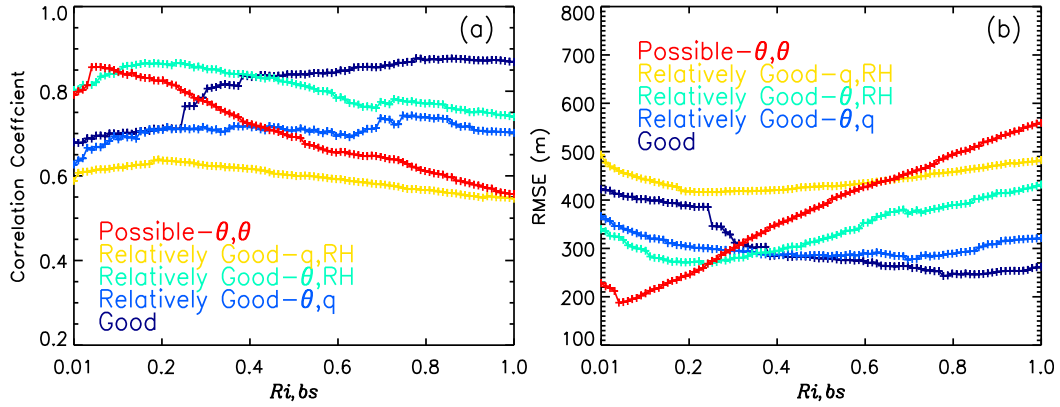 (a)
Correlation Coefficient
1.0
0.8
0.6
0.4
0.2
Possible-θ,θ
Relatively Good-q,RH
Relatively Good-θ,RH
Relatively Good-θ,q
Good
0.01 0.2 0.4 0.6 0.8 1.0
Ri,bs
(b)
RMSE (m)
800
700
600
500
400
300
200
100
Possible-θ,θ
Relatively Good-q,RH
Relatively Good-θ,RH
Relatively Good-θ,q
Good
0.01 0.2 0.4 0.6 0.8 1.0
Ri,bs